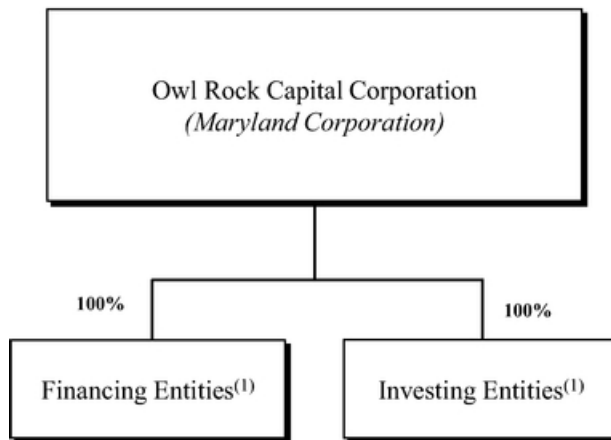 Owl Rock Capital Corporation
(Maryland Corporation)
100%
100%
Financing Entities(1)
Investing Entities(1)